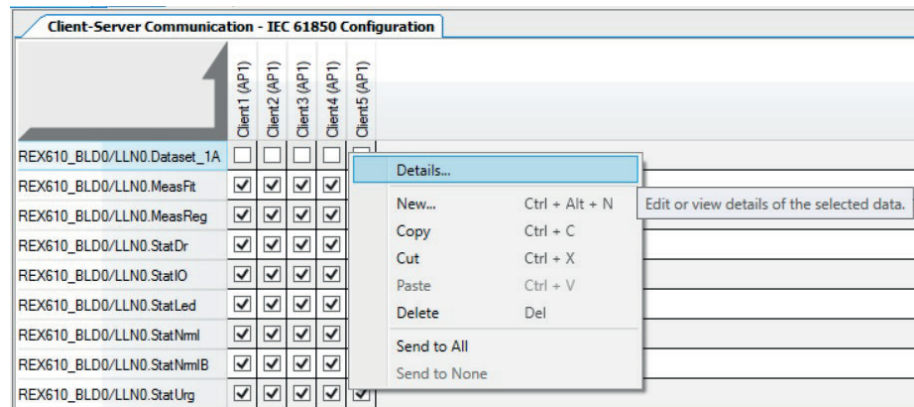 Client-Server Communication - IEC 61850 Configuration
Client1 (AP1)
Client2 (AP1)
Client3 (AP1)
Client4 (AP1)
Client5 (AP1)
REX610_BLD0/LLN0.Dataset_1A
REX610_BLD0/LLN0.MeasFlt
REX610_BLD0/LLN0.MeasReg
REX610_BLD0/LLN0.StatDr
REX610_BLD0/LLN0.StatIO
REX610_BLD0/LLN0.StatLed
REX610_BLD0/LLN0.StatNrml
REX610_BLD0/LLN0.StatNrmlB
REX610_BLD0/LLN0.StatUrg
Details...
New... Ctrl + Alt + N
Copy Ctrl + C
Cut Ctrl + X
Paste Ctrl + V
Delete Del
Send to All
Send to None
Edit or view details of the selected data.